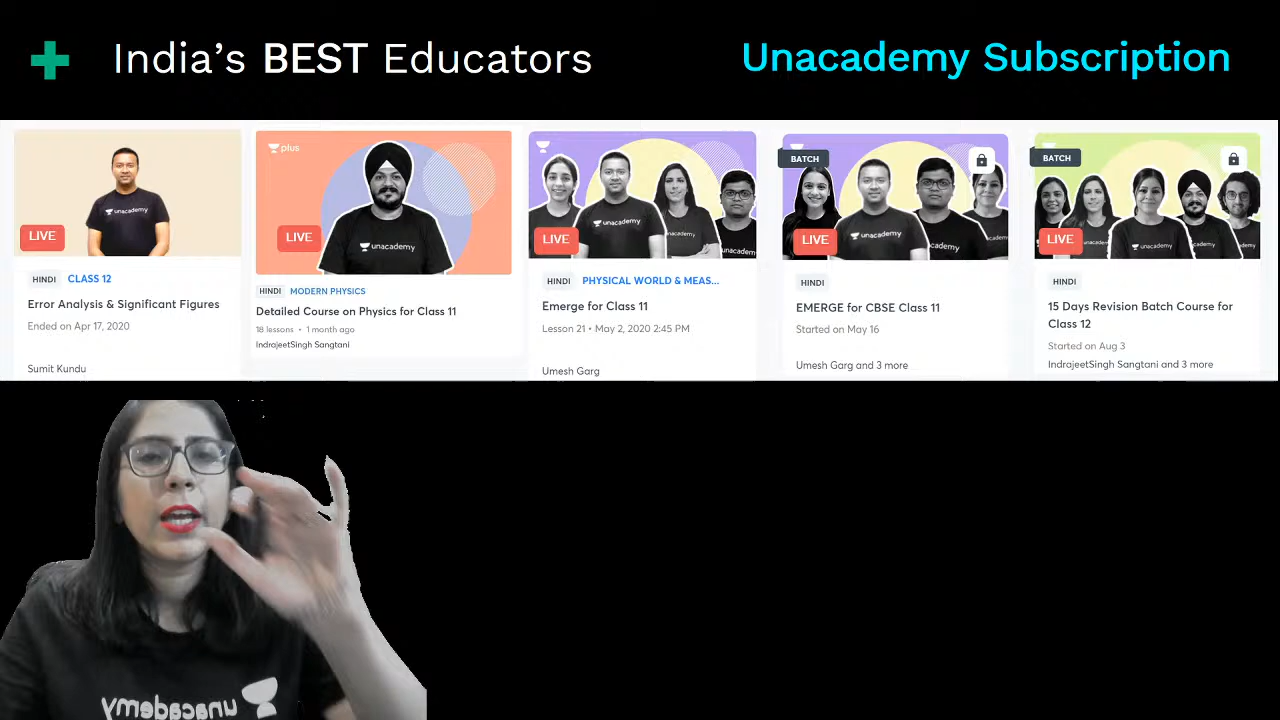 India's BEST Educators
Unacademy Subscription
LIVE
HINDI CLASS 12
Error Analysis & Significant Figures
Ended on Apr 17, 2020
Sumit Kundu
unacademy
plus
LIVE
unacademy
HINDI MODERN PHYSICS
Detailed Course on Physics for Class 11
18 lessons • 1 month ago
IndrajeetSingh Sangtani
LIVE
unacademy
HINDI PHYSICAL WORLD & MEAS...
Emerge for Class 11
Lesson 21 • May 2, 2020 2:45 PM
Umesh Garg
BATCH
LIVE
unacademy
HINDI
EMERGE for CBSE Class 11
Started on May 16
Umesh Garg and 3 more
BATCH
LIVE
unacademy
HINDI
15 Days Revision Batch Course for
Class 12
Started on Aug 3
IndrajeetSingh Sangtani and 3 more
unacademy